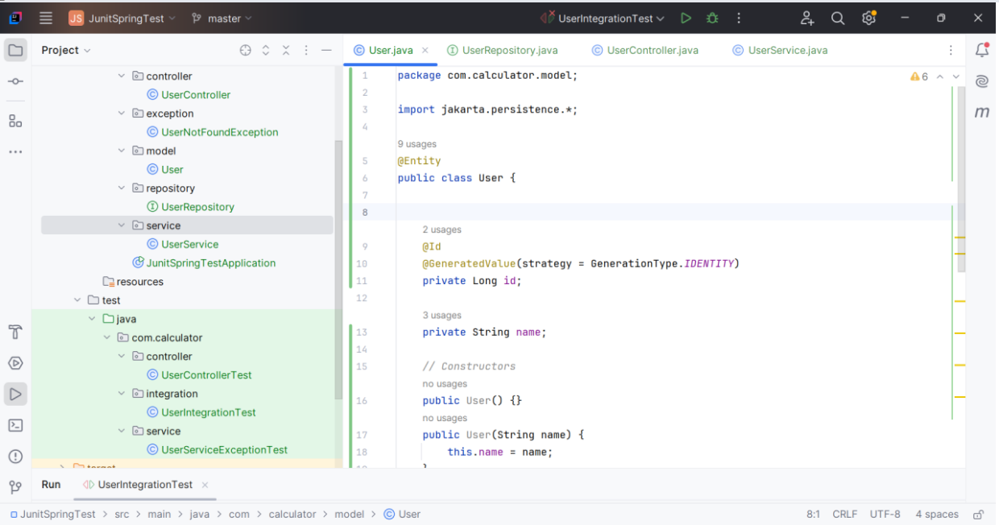 JS JunitSpringTest master UserIntegrationTest
Project
User.java UserRepository.java UserController.java UserService.java
controller
UserController
exception
UserNotFoundException
model
User
repository
UserRepository
service
UserService
JunitSpringTestApplication
resources
test
java
com.calculator
controller
UserControllerTest
integration
UserIntegrationTest
service
UserServiceExceptionTest
6
1 package com.calculator.model;
2
3 import jakarta.persistence.*;
4
9 usages
5 @Entity
6 public class User {
7
8
2 usages
9 @Id
10 @GeneratedValue(strategy = GenerationType.IDENTITY)
11 private Long id;
12
3 usages
13 private String name;
14
15 // Constructors
no usages
16 public User() {}
no usages
17 public User(String name) {
18 this.name = name;
m
Run UserIntegrationTest
JunitSpringTest > src > main > java > com > calculator > model > User 8:1 CRLF UTF-8 4 spaces